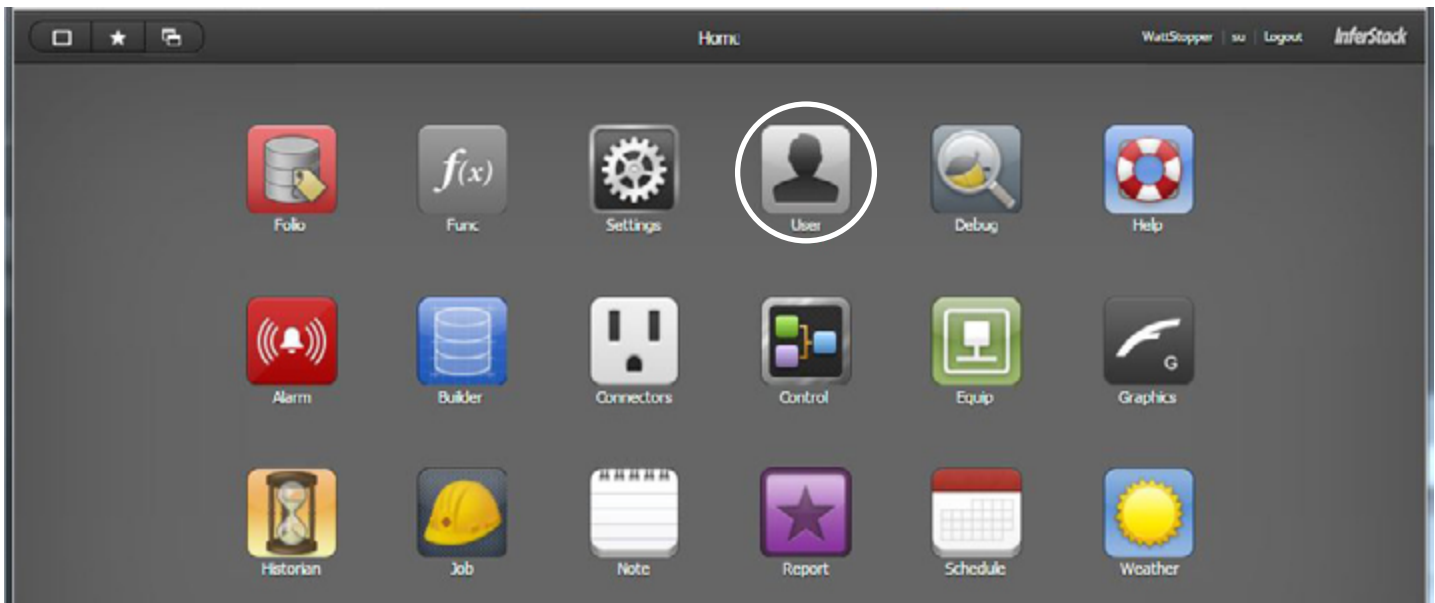 Home
WattStopper | su | Logout
InferStack
Folio
f(x)
Func
Settings
User
Debug
Help
Alarm
Builder
Connectors
Control
Equip
G
Graphics
Historian
Job
Note
Report
Schedule
Weather